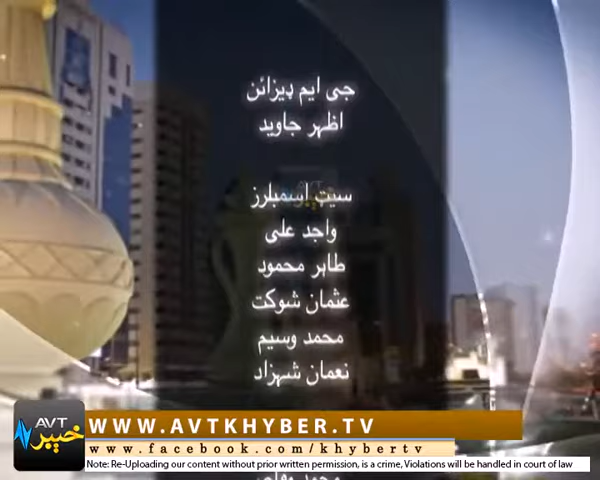 جی ایم ڈیزائن
اظہر جاوید
سیٹ اسمبلرز
واجد علی
طاہر محمود
عثمان شوکت
محمد وسیم
نعمان شہزاد
AVT
خیبر
WWW.AVTKHYBER.TV
www.facebook.com/khybertv
Note: Re-Uploading our content without prior written permission, is a crime, Violations will be handled in court of law